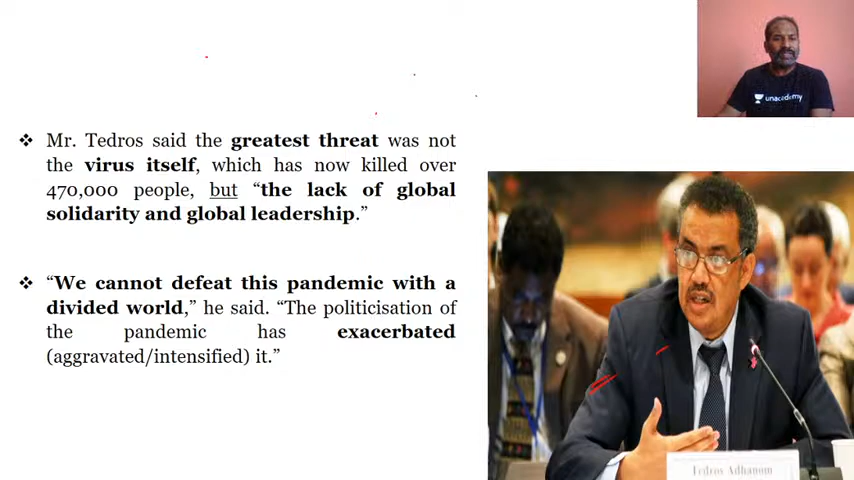 unacademy
Mr. Tedros said the greatest threat was not
the virus itself, which has now killed over
470,000 people, but “the lack of global
solidarity and global leadership.”
“We cannot defeat this pandemic with a
divided world,” he said. “The politicisation of
the pandemic has exacerbated
(aggravated/intensified) it.”
Tedros Adhanom